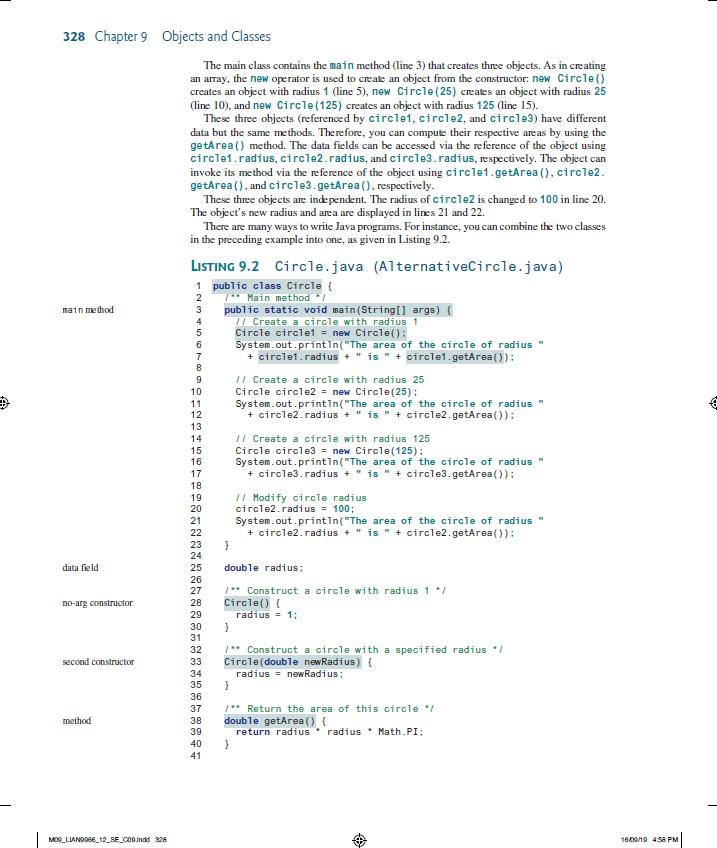 328 Chapter 9 Objects and Classes
The main class contains the main method (line 3) that creates three objects. As in creating
an array, the new operator is used to create an object from the constructor: new Circle()
creates an object with radius 1 (line 5), new Circle(25) creates an object with radius 25
(line 10), and new Circle(125) creates an object with radius 125 (line 15).
These three objects (referenced by circle1, circle2, and circle3) have different
data but the same methods. Therefore, you can compute their respective areas by using the
getArea() method. The data fields can be accessed via the reference of the object using
circle1.radius, circle2.radius, and circle3.radius, respectively. The object can
invoke its method via the reference of the object using circle1.getArea(), circle2.
getArea(), and circle3.getArea(), respectively.
These three objects are independent. The radius of circle2 is changed to 100 in line 20.
The object's new radius and area are displayed in lines 21 and 22.
There are many ways to write Java programs. For instance, you can combine the two classes
in the preceding example into one, as given in Listing 9.2.
LISTING 9.2 Circle.java (AlternativeCircle.java)
1 public class Circle {
2 /** Main method */
main method 3 public static void main(String[] args) {
4 // Create a circle with radius 1
5 Circle circle1 = new Circle();
6 System.out.println("The area of the circle of radius "
7 + circle1.radius + " is " + circle1.getArea());
8
9 // Create a circle with radius 25
10 Circle circle2 = new Circle(25);
11 System.out.println("The area of the circle of radius "
12 + circle2.radius + " is " + circle2.getArea());
13
14 // Create a circle with radius 125
15 Circle circle3 = new Circle(125);
16 System.out.println("The area of the circle of radius "
17 + circle3.radius + " is " + circle3.getArea());
18
19 // Modify circle radius
20 circle2.radius = 100;
21 System.out.println("The area of the circle of radius "
22 + circle2.radius + " is " + circle2.getArea());
23 }
24
data field 25 double radius;
26
27 /** Construct a circle with radius 1 */
no-arg constructor 28 Circle() {
29 radius = 1;
30 }
31
32 /** Construct a circle with a specified radius */
second constructor 33 Circle(double newRadius) {
34 radius = newRadius;
35 }
36
37 /** Return the area of this circle */
method 38 double getArea() {
39 return radius * radius * Math.PI;
40 }
41
M09_LIAN9966_12_SE_C09.indd 328 16/09/19 4:58 PM